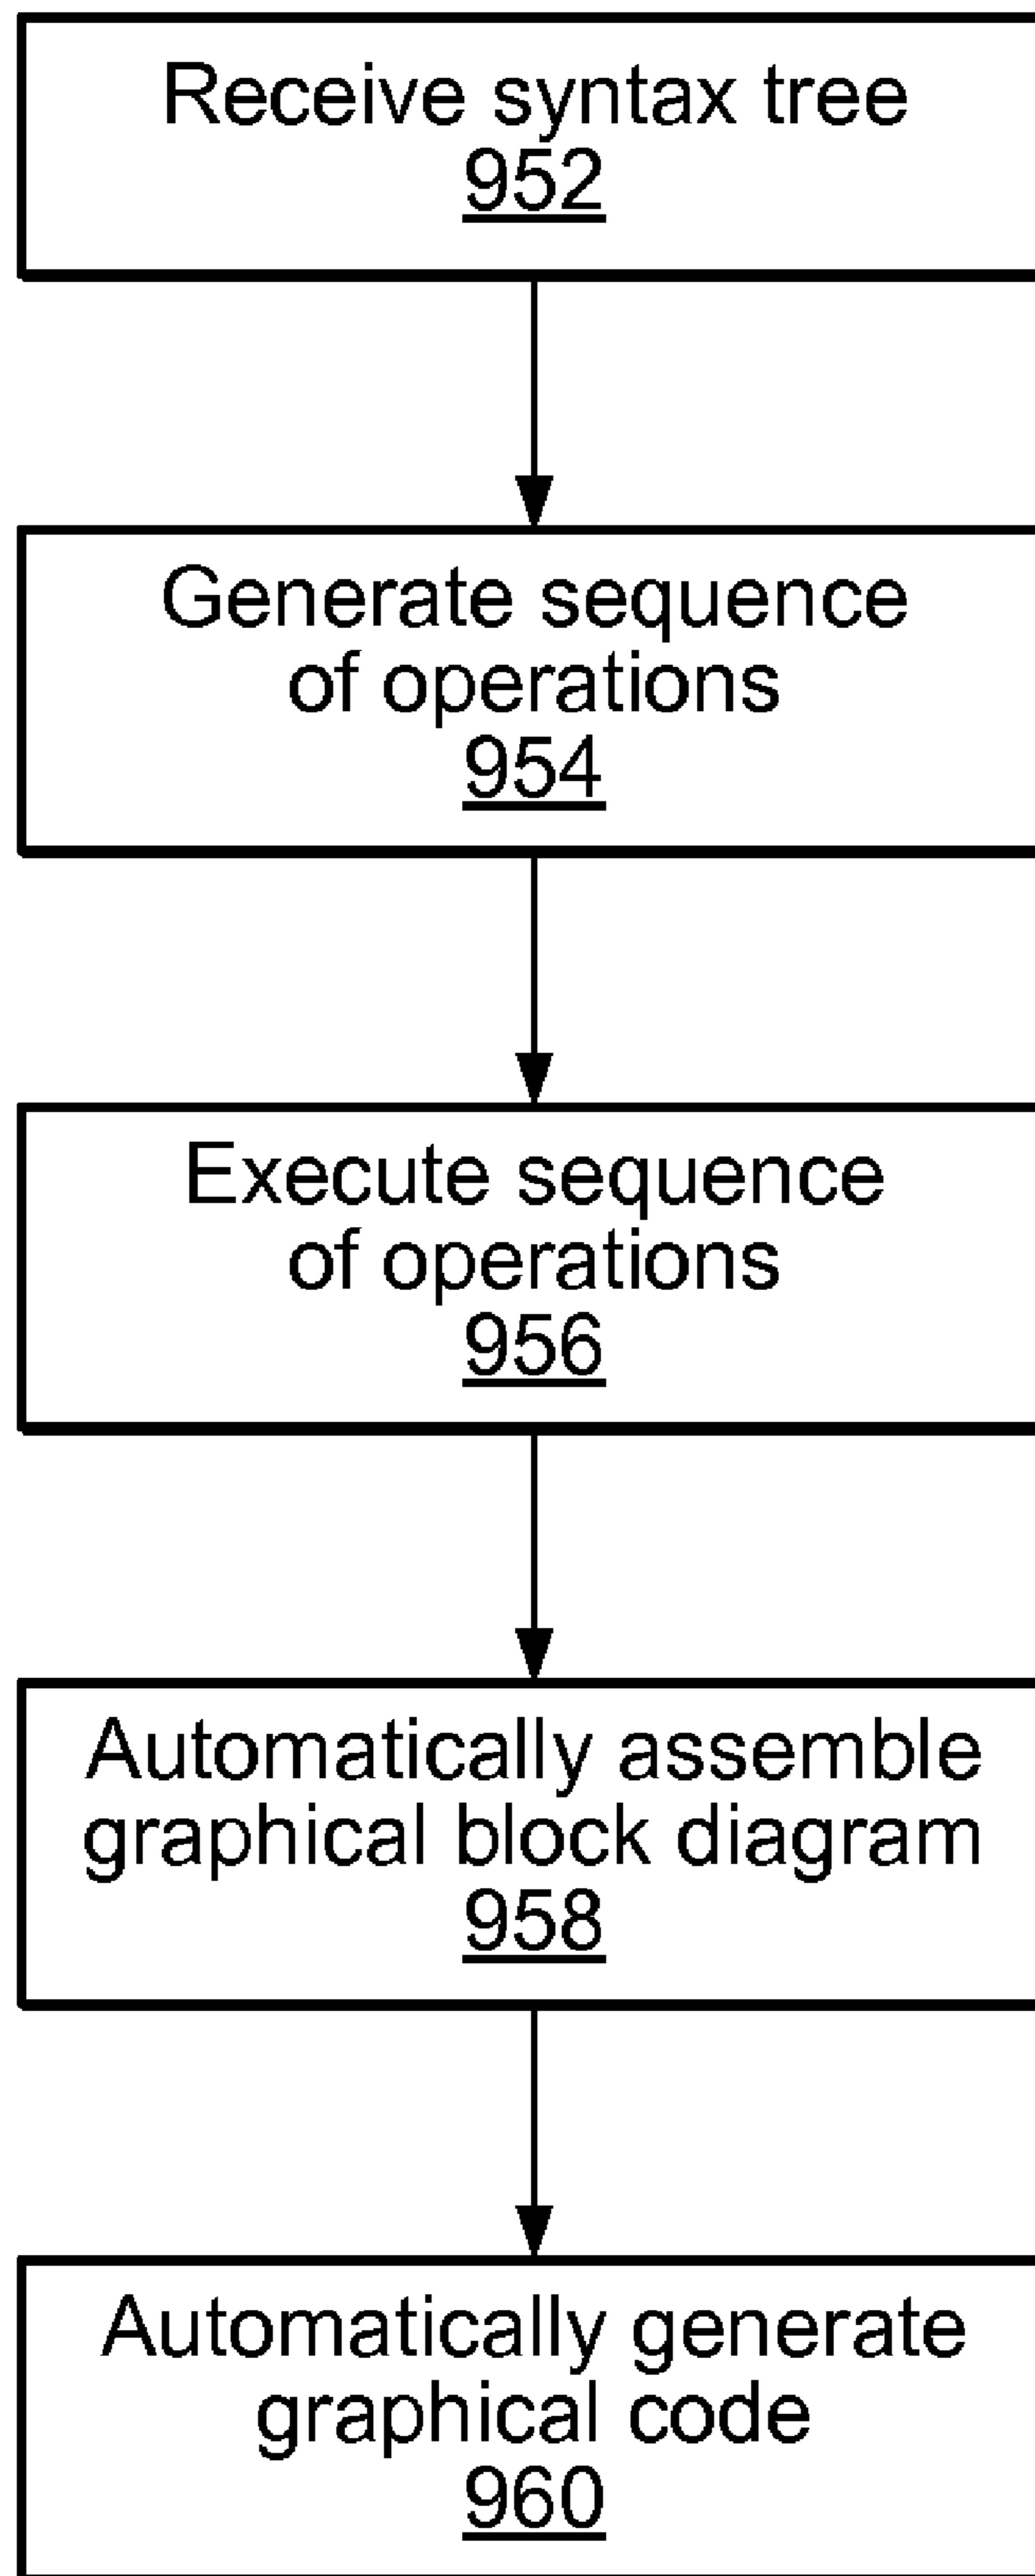 Receive syntax tree
952
Generate sequence
of operations
954
Execute sequence
of operations
956
Automatically assemble
graphical block diagram
958
Automatically generate
graphical code
960